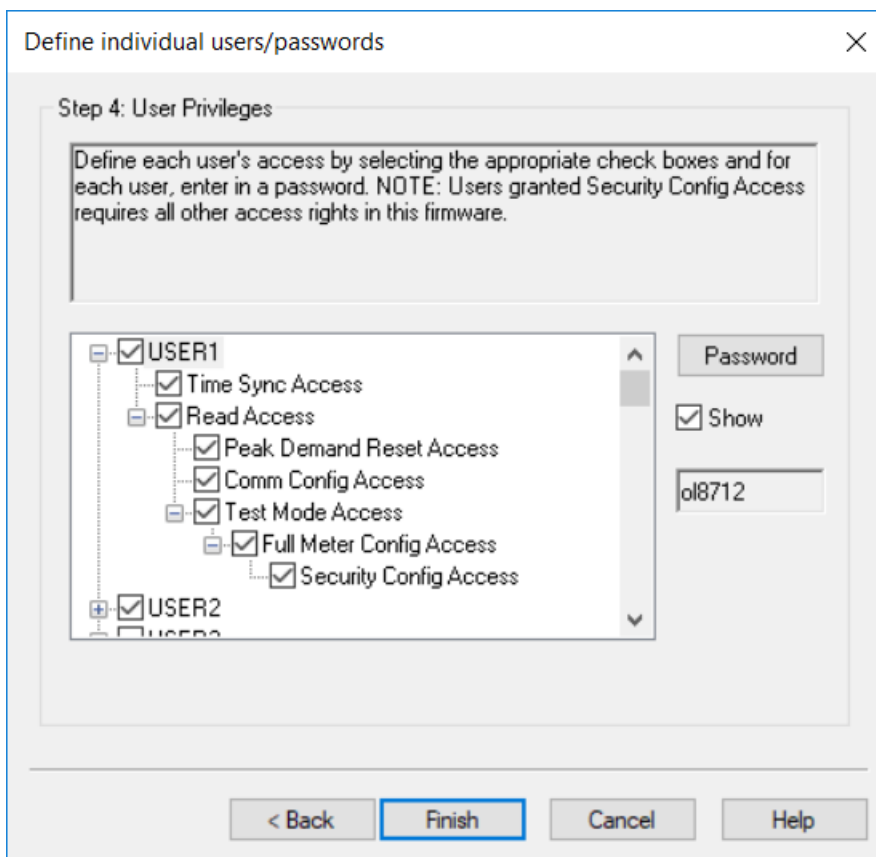 Define individual users/passwords
Step 4: User Privileges
Define each user's access by selecting the appropriate check boxes and for
each user, enter in a password. NOTE: Users granted Security Config Access
requires all other access rights in this firmware.
USER1
Time Sync Access
Read Access
Peak Demand Reset Access
Comm Config Access
Test Mode Access
Full Meter Config Access
Security Config Access
USER2
Password
Show
ol8712
< Back
Finish
Cancel
Help